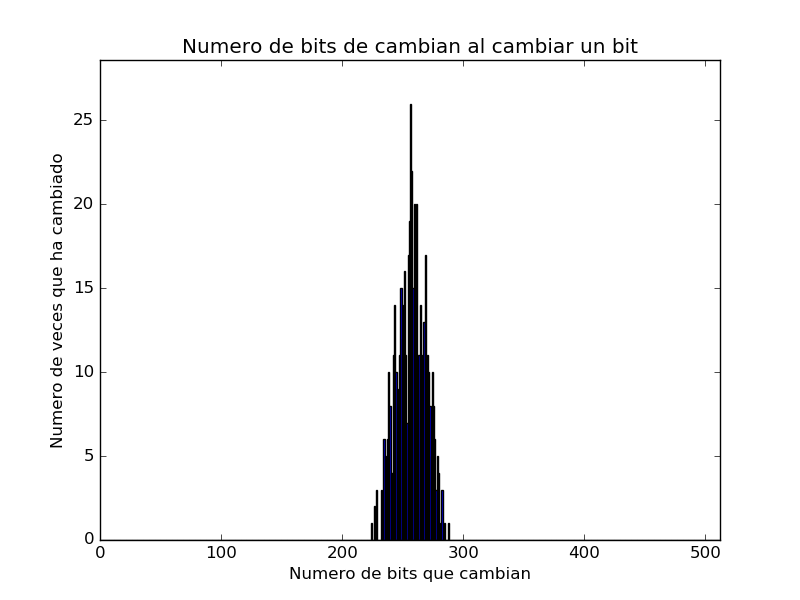 Numero de bits de cambian al cambiar un bit
25
20
15
10
5
0
Numero de veces que ha cambiado
0 100 200 300 400 500
Numero de bits que cambian